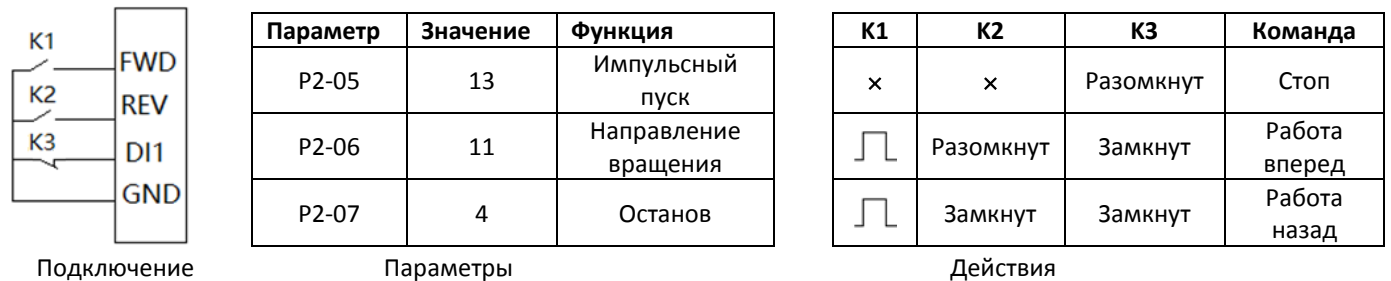 K1
FWD
K2
REV
K3
DI1
GND
Подключение
Параметр Значение Функция
P2-05 13 Импульсный
пуск
P2-06 11 Направление
вращения
P2-07 4 Останов
Параметры
K1 K2 K3 Команда
× × Разомкнут Стоп
Разомкнут Замкнут Работа
вперед
Замкнут Замкнут Работа
назад
Действия